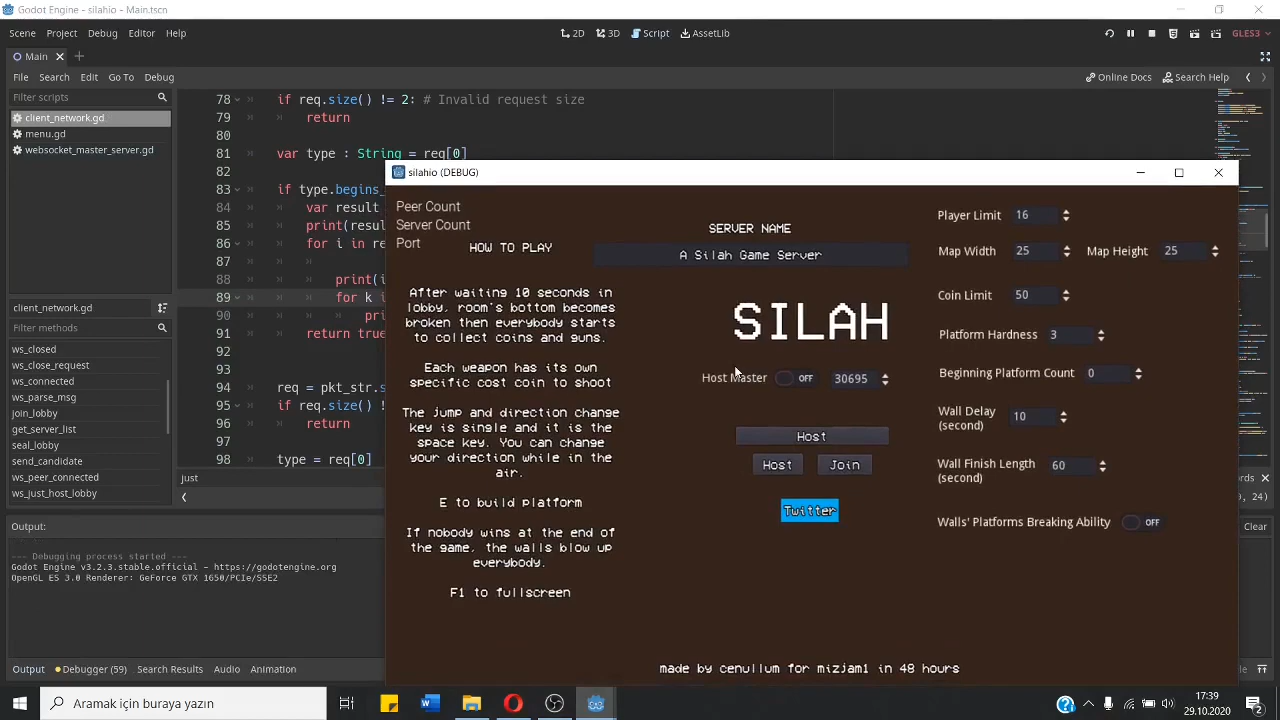 Godot Engine - silahio - Main.tscn
Scene Project Debug Editor Help
2D 3D Script AssetLib
GLES3
Main
File Search Edit Go To Debug
Online Docs Search Help
Filter scripts
client_network.gd
menu.gd
websocket_master_server.gd
client_network.gd
Filter methods
ws_closed
ws_close_request
ws_connected
ws_parse_msg
join_lobby
get_server_list
seal_lobby
send_candidate
ws_peer_connected
ws_just_host_lobby
78 if req.size() != 2: # Invalid request size
79 return
80
81 var type : String = req[0]
82
83 if type.begins_
84 var result
85 print(res
86 for i in re
87
88 print(i
89 for k i
90 pri
91 return true
92
93
94 req = pkt_str.s
95 if req.size() !
96 return
97
98 type = req[0]
just
9, 24)
Output:
Clear
--- Debugging process started ---
Godot Engine v3.2.3.stable.official - https://godotengine.org
OpenGL ES 3.0 Renderer: GeForce GTX 1650/PCIe/SSE2
Output Debugger (59) Search Results Audio Animation
silahio (DEBUG)
Peer Count
Server Count
Port
HOW TO PLAY
After waiting 10 seconds in
lobby, room's bottom becomes
broken then everybody starts
to collect coins and guns.
Each weapon has its own
specific cost coin to shoot
The jump and direction change
key is single and it is the
space key. You can change
your direction while in the
air.
E to build platform
If nobody wins at the end of
the game, the walls blow up
everybody.
F1 to fullscreen
SERVER NAME
A Silah Game Server
SILAH
Host Master OFF 30695
Host
Host Join
Twitter
Player Limit 16
Map Width 25 Map Height 25
Coin Limit 50
Platform Hardness 3
Beginning Platform Count 0
Wall Delay
(second) 10
Wall Finish Length
(second) 60
Walls' Platforms Breaking Ability OFF
made by cenullum for mizjam1 in 48 hours
Aramak için buraya yazın
17:39
29.10.2020
2